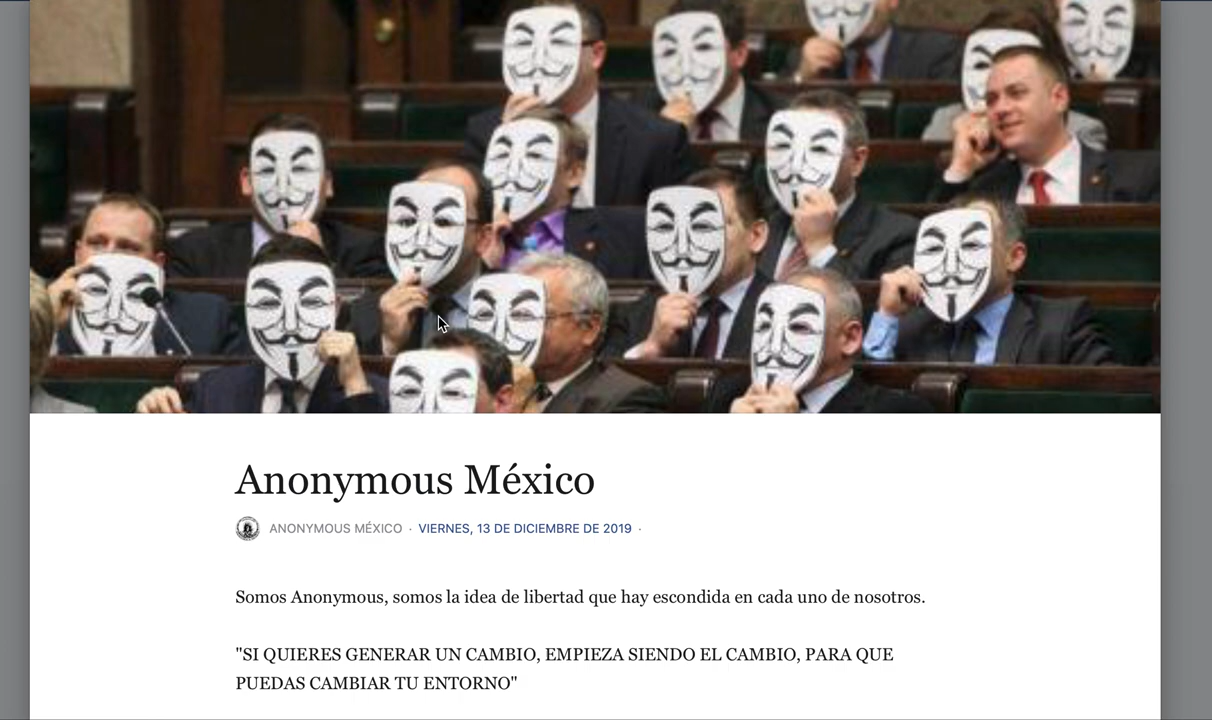 Anonymous México
ANONYMOUS MÉXICO · VIERNES, 13 DE DICIEMBRE DE 2019 ·
Somos Anonymous, somos la idea de libertad que hay escondida en cada uno de nosotros.
"SI QUIERES GENERAR UN CAMBIO, EMPIEZA SIENDO EL CAMBIO, PARA QUE
PUEDAS CAMBIAR TU ENTORNO"